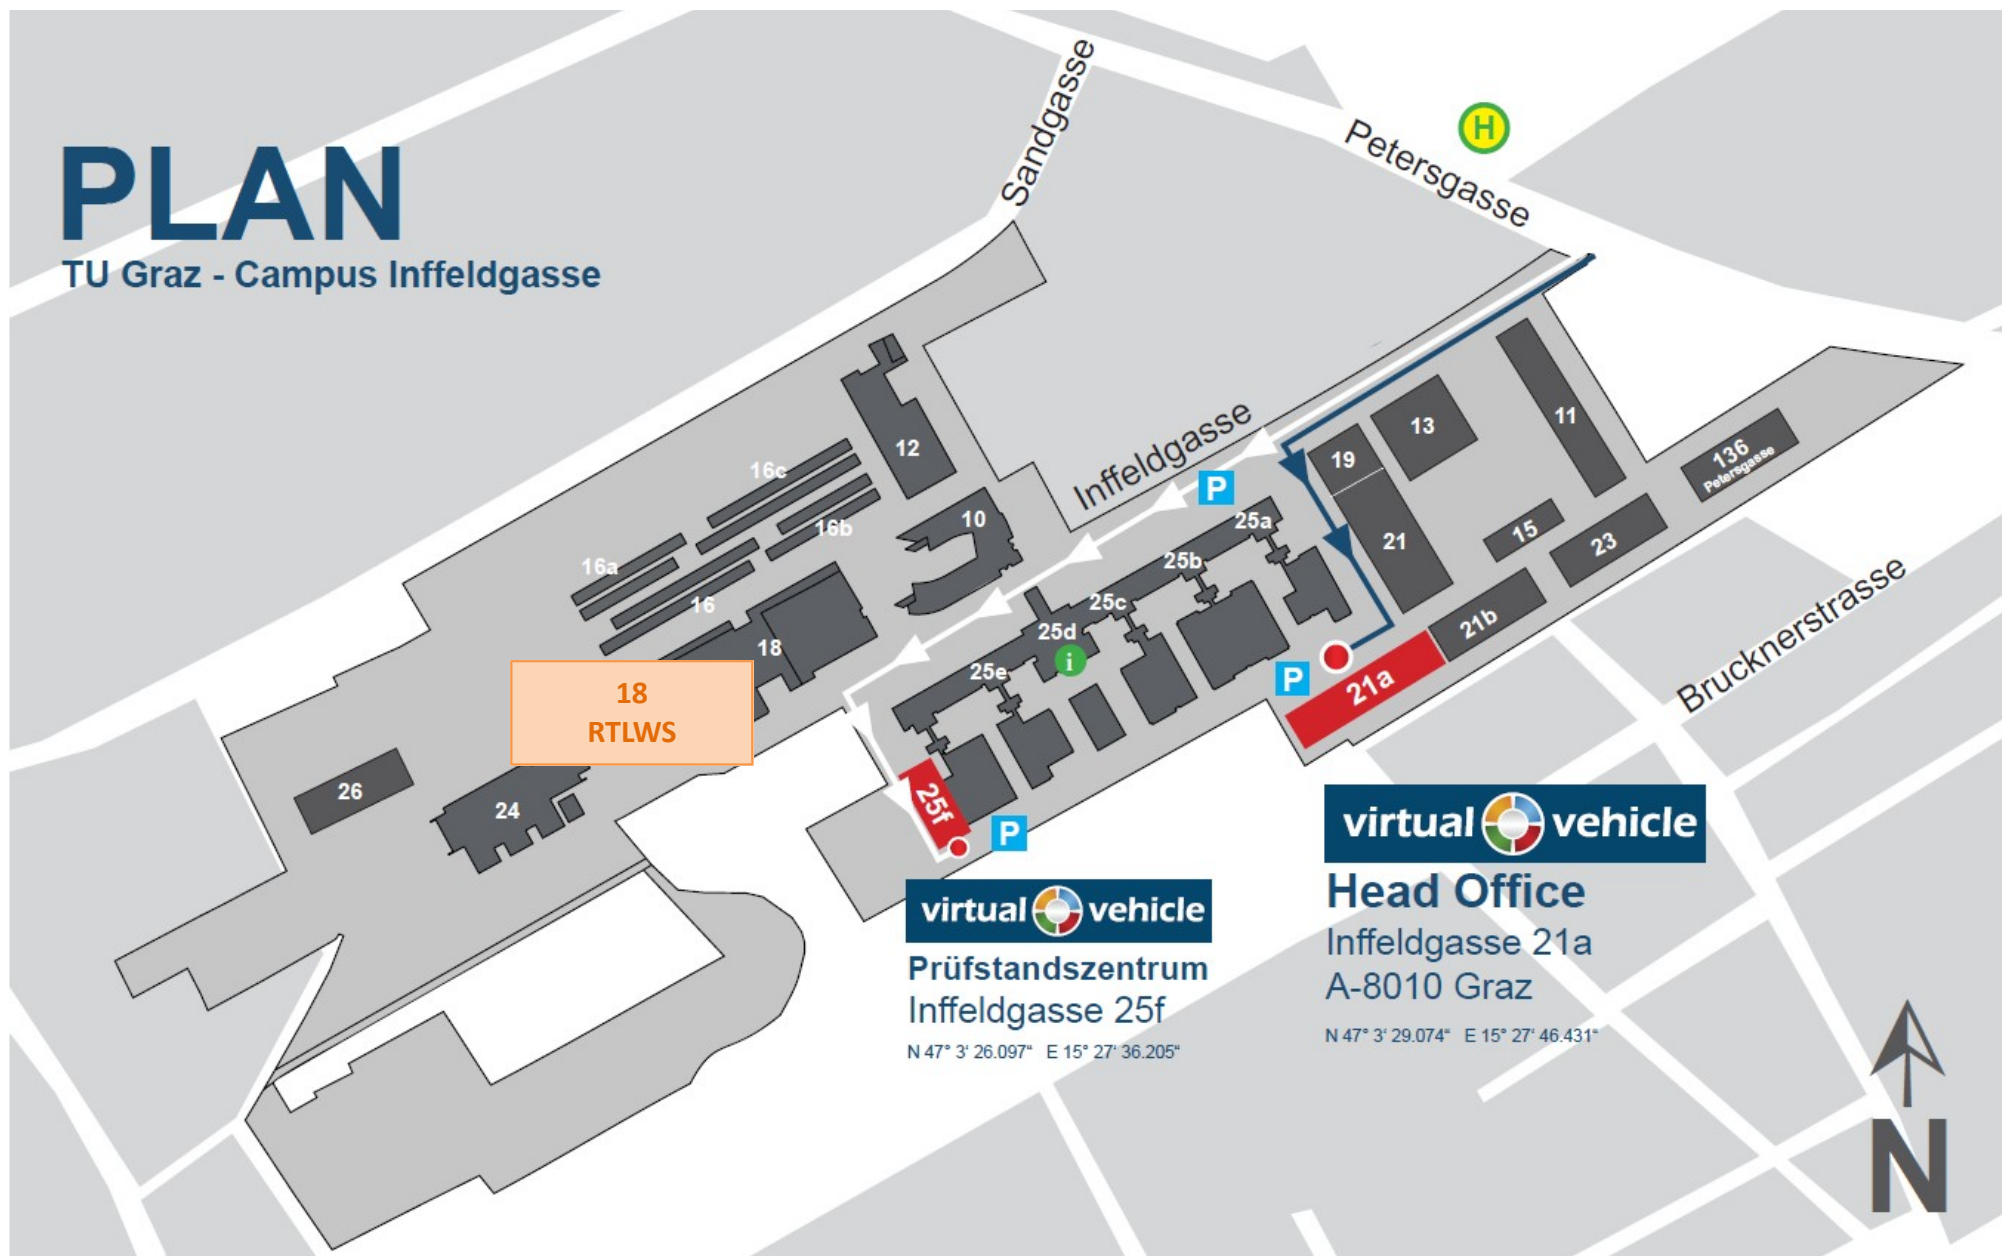 PLAN
TU Graz - Campus Inffeldgasse
Sandgasse
Petersgasse
H
Inffeldgasse
P
12
16c
16b
16a
16
10
18
18
RTLWS
26
24
25a
25b
25c
25d
i
25e
25f
P
19
13
11
21
15
23
136
Petersgasse
21b
21a
P
Brucknerstrasse
virtual vehicle
Prüfstandszentrum
Inffeldgasse 25f
N 47° 3' 26.097“ E 15° 27' 36.205“
virtual vehicle
Head Office
Inffeldgasse 21a
A-8010 Graz
N 47° 3' 29.074“ E 15° 27' 46.431“
N